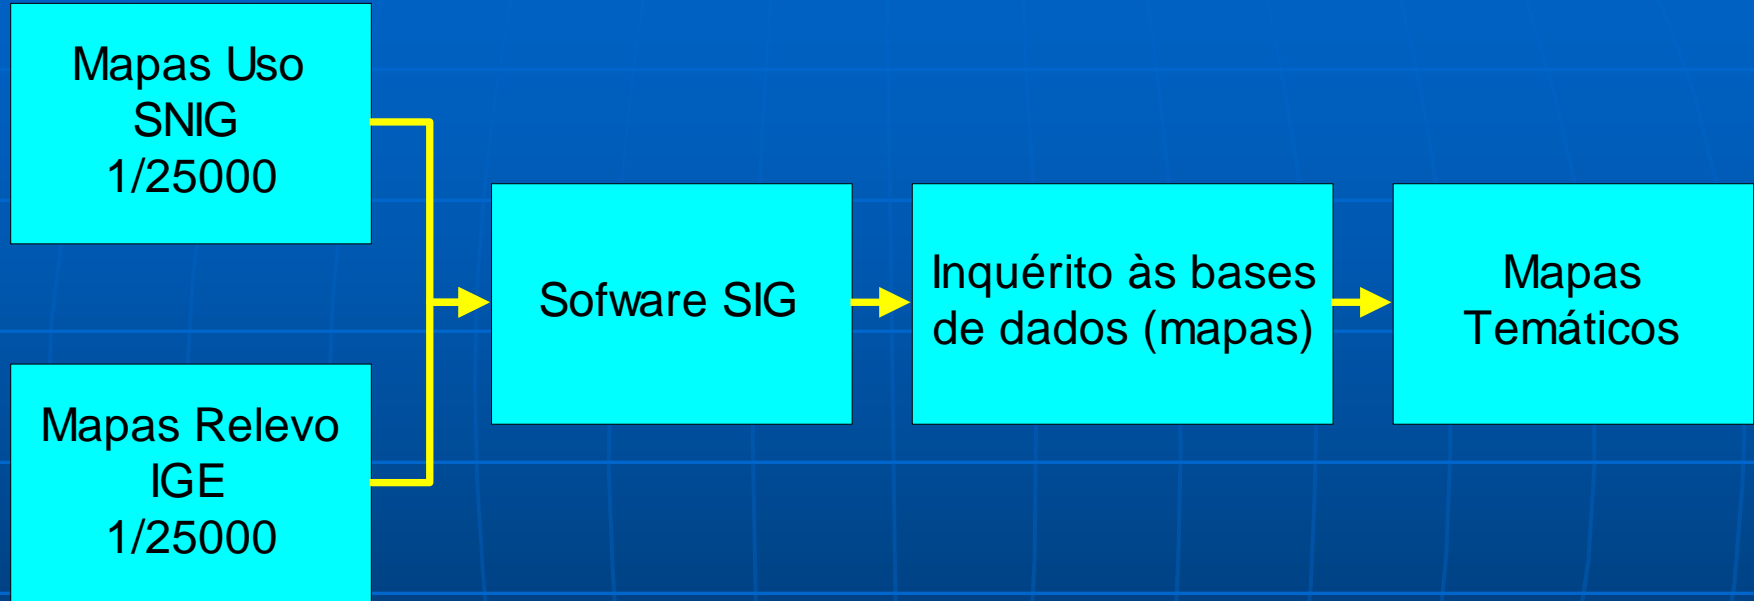 Mapas Uso
SNIG
1/25000
Mapas Relevo
IGE
1/25000
Sofware SIG
Inquérito às bases
de dados (mapas)
Mapas
Temáticos